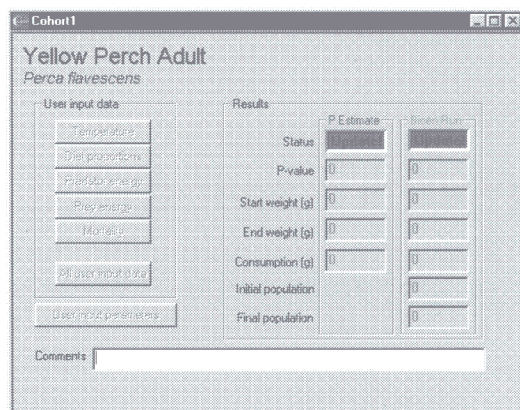 Cohort1
Yellow Perch Adult
Perca flavescens
User input data
Temperature
Diet proportions
Predator energy
Prey energy
Mortality
All user input data
User input parameters
Results
P Estimate
Status
P-value 0 0
Start weight (g) 0 0
End weight (g) 0 0
Consumption (g) 0 0
Initial population 0
Final population 0
Comments